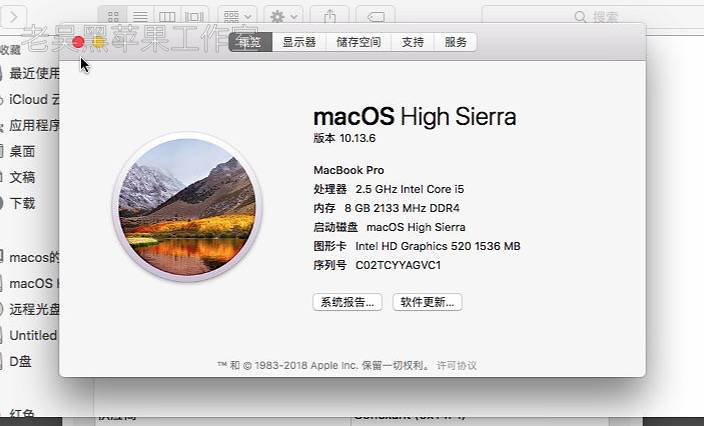 搜索
老吴黑苹果工作室
收藏
概览 显示器 储存空间 支持 服务
最近使用
iCloud 云
应用程序
桌面
文稿
下载
macos的
macOS H
远程光盘
Untitled
D盘
红色
macOS High Sierra
版本 10.13.6
MacBook Pro
处理器 2.5 GHz Intel Core i5
内存 8 GB 2133 MHz DDR4
启动磁盘 macOS High Sierra
图形卡 Intel HD Graphics 520 1536 MB
序列号 C02TCYYAGVC1
系统报告... 软件更新...
™ 和 © 1983-2018 Apple Inc. 保留一切权利。 许可协议